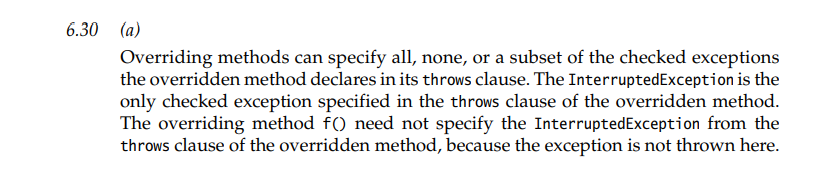 6.30 (a)
Overriding methods can specify all, none, or a subset of the checked exceptions
the overridden method declares in its throws clause. The InterruptedException is the
only checked exception specified in the throws clause of the overridden method.
The overriding method f() need not specify the InterruptedException from the
throws clause of the overridden method, because the exception is not thrown here.